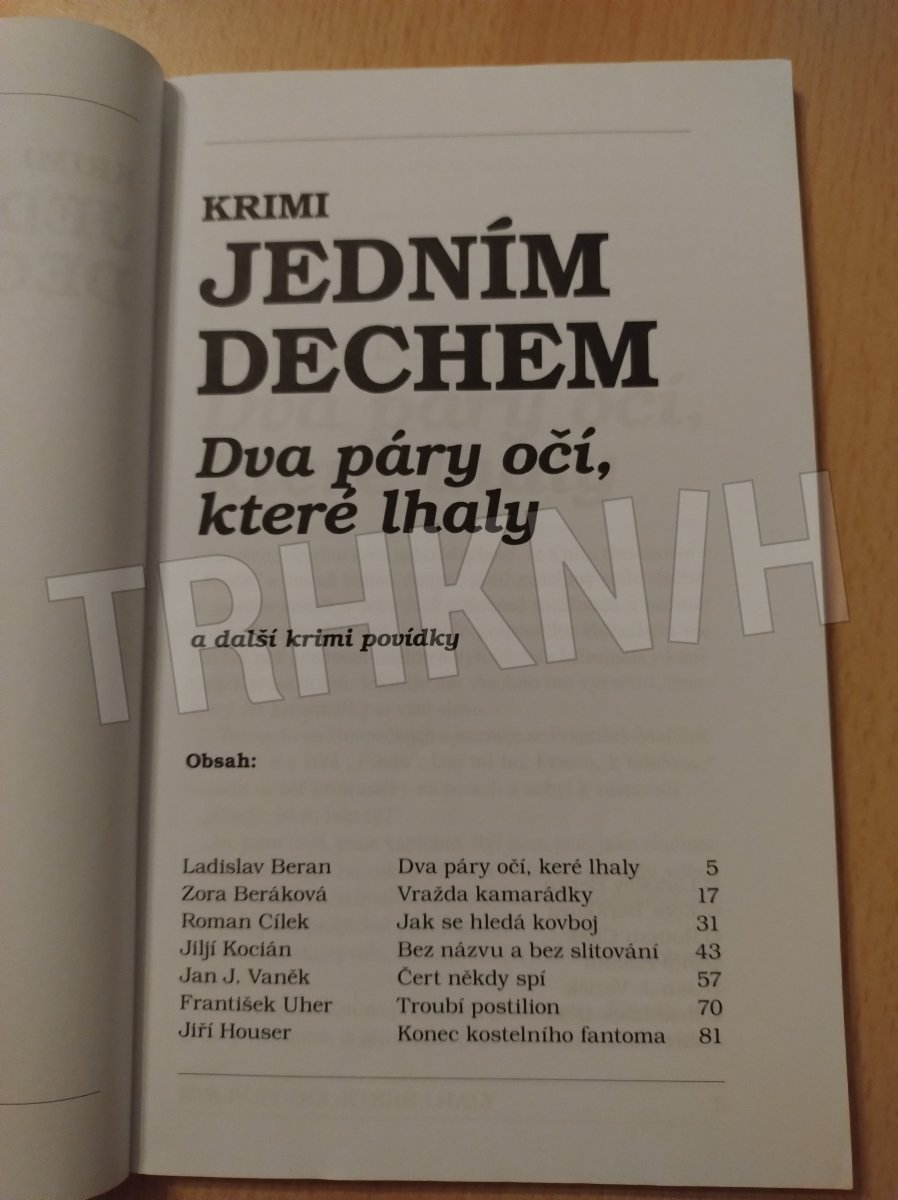 KRIMI
JEDNÍM
DECHEM
Dva páry očí,
které lhaly
TRHKNIH
a další krimi povídky
Obsah:
Ladislav Beran Dva páry očí, keré lhaly 5
Zora Beráková Vražda kamarádky 17
Roman Cílek Jak se hledá kovboj 31
Jiljí Kocián Bez názvu a bez slitování 43
Jan J. Vaněk Čert někdy spí 57
František Uher Troubí postilion 70
Jiří Houser Konec kostelního fantoma 81